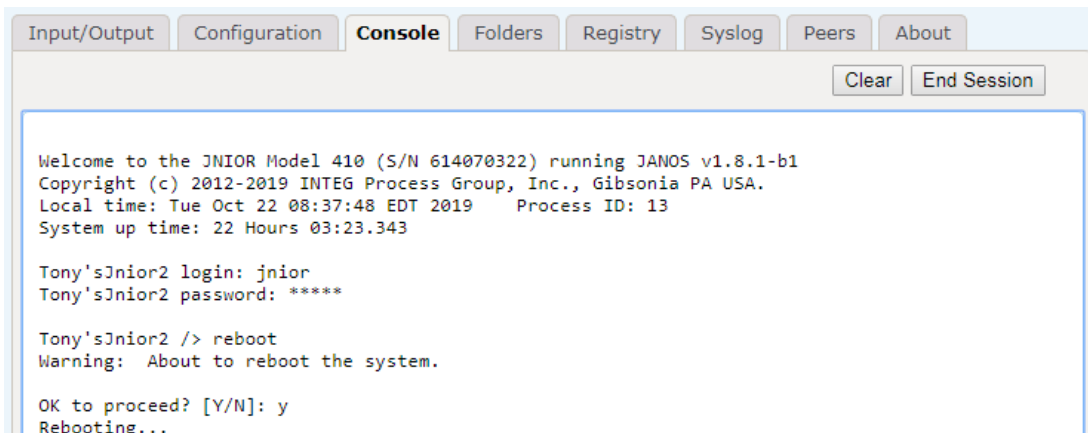 Input/Output Configuration Console Folders Registry Syslog Peers About
Clear End Session
Welcome to the JNIOR Model 410 (S/N 614070322) running JANOS v1.8.1-b1
Copyright (c) 2012-2019 INTEG Process Group, Inc., Gibsonia PA USA.
Local time: Tue Oct 22 08:37:48 EDT 2019    Process ID: 13
System up time: 22 Hours 03:23.343
Tony'sJnior2 login: jnior
Tony'sJnior2 password: *****
Tony'sJnior2 /> reboot
Warning:  About to reboot the system.
OK to proceed? [Y/N]: y
Rebooting...